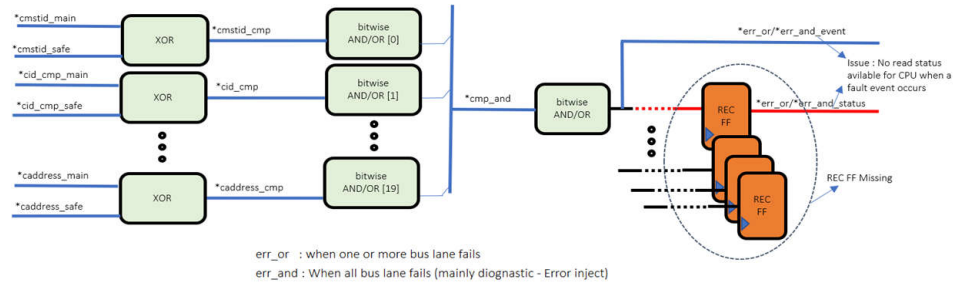 *cmstid_main
*cmstid_safe
XOR
*cmstid_cmp
bitwise
AND/OR [0]
*cid_cmp_main
*cid_cmp_safe
XOR
*cid_cmp
bitwise
AND/OR [1]
*caddress_main
*caddress_safe
XOR
*caddress_cmp
bitwise
AND/OR [19]
*cmp_and
bitwise
AND/OR
*err_or/*err_and_event
Issue : No read status
avilable for CPU when a
fault event occurs
*err_or/*err_and_status
REC
FF
REC
FF
REC FF Missing
err_or : when one or more bus lane fails
err_and : When all bus lane fails (mainly diognastic - Error inject)